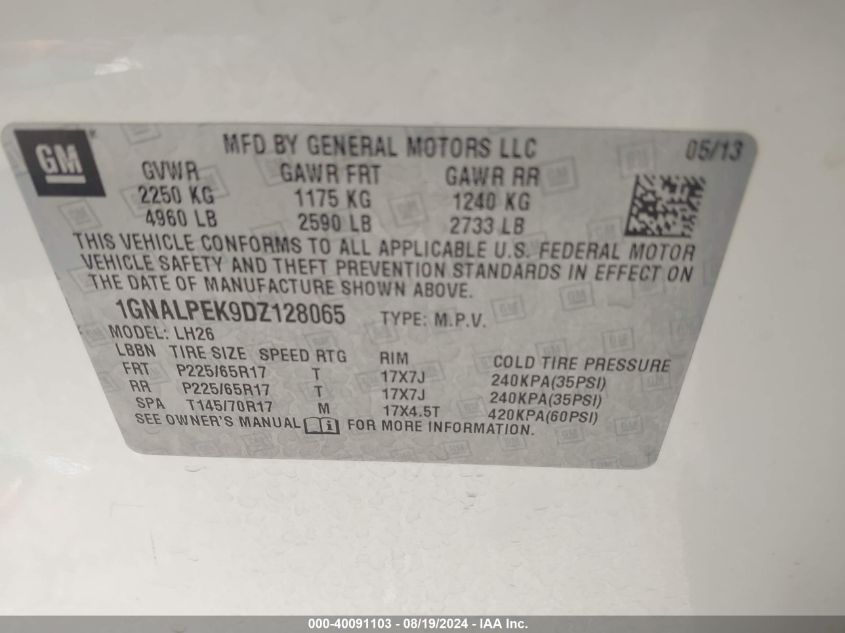 GM
MFD BY GENERAL MOTORS LLC 05/13
GVWR GAWR FRT GAWR RR
2250 KG 1175 KG 1240 KG
4960 LB 2590 LB 2733 LB
THIS VEHICLE CONFORMS TO ALL APPLICABLE U.S. FEDERAL MOTOR
VEHICLE SAFETY AND THEFT PREVENTION STANDARDS IN EFFECT ON
THE DATE OF MANUFACTURE SHOWN ABOVE.
1GNALPEK9DZ128065 TYPE: M.P.V.
MODEL: LH26
LBBN TIRE SIZE SPEED RTG RIM COLD TIRE PRESSURE
FRT P225/65R17 T 17X7J 240KPA(35PSI)
RR P225/65R17 T 17X7J 240KPA(35PSI)
SPA T145/70R17 M 17X4.5T 420KPA(60PSI)
SEE OWNER'S MANUAL i FOR MORE INFORMATION.
000-40091103 - 08/19/2024 - IAA Inc.